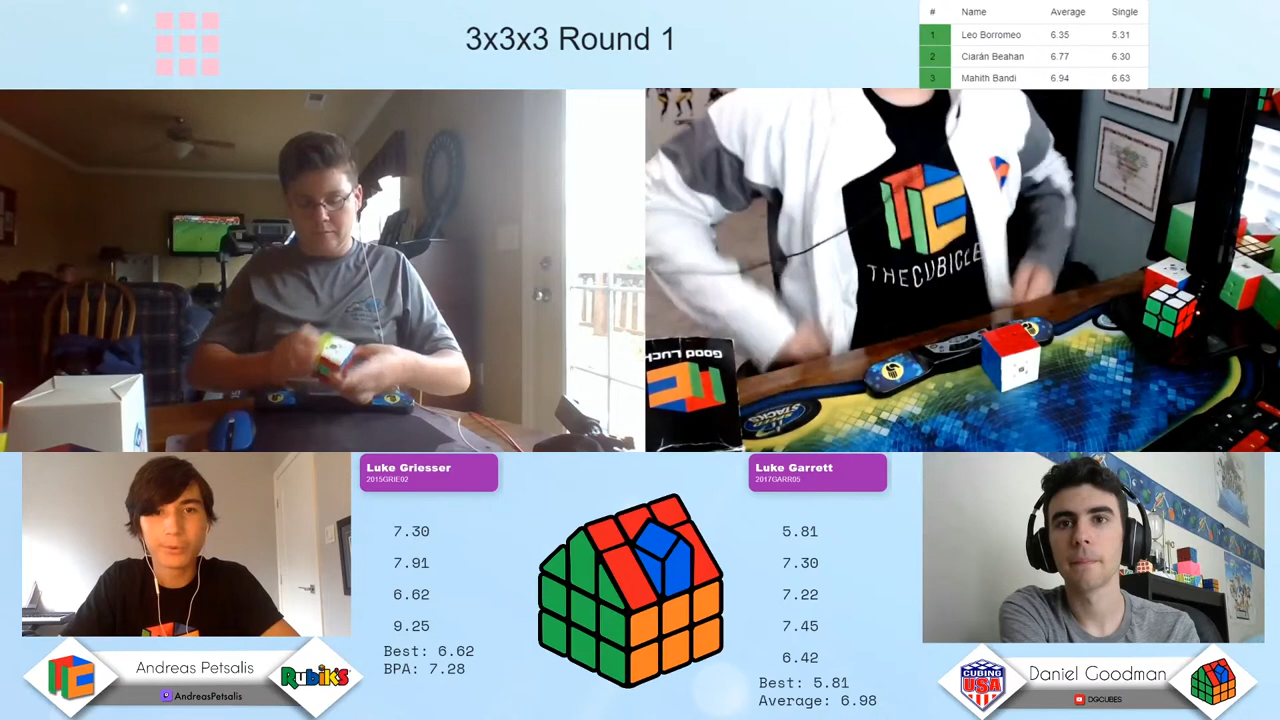 3x3x3 Round 1
# Name Average Single
1 Leo Borromeo 6.35 5.31
2 Ciarán Beahan 6.77 6.30
3 Mahith Bandi 6.94 6.63
THECUBICLE
GOOD LUCK
SPEED STACKS
Luke Griesser
2015GRIE02
7.30
7.91
6.62
9.25
Best: 6.62
BPA: 7.28
Luke Garrett
2017GARR05
5.81
7.30
7.22
7.45
6.42
Best: 5.81
Average: 6.98
Andreas Petsalis
AndreasPetsalis
RUBIK'S
CUBING
USA
Daniel Goodman
DGCUBES